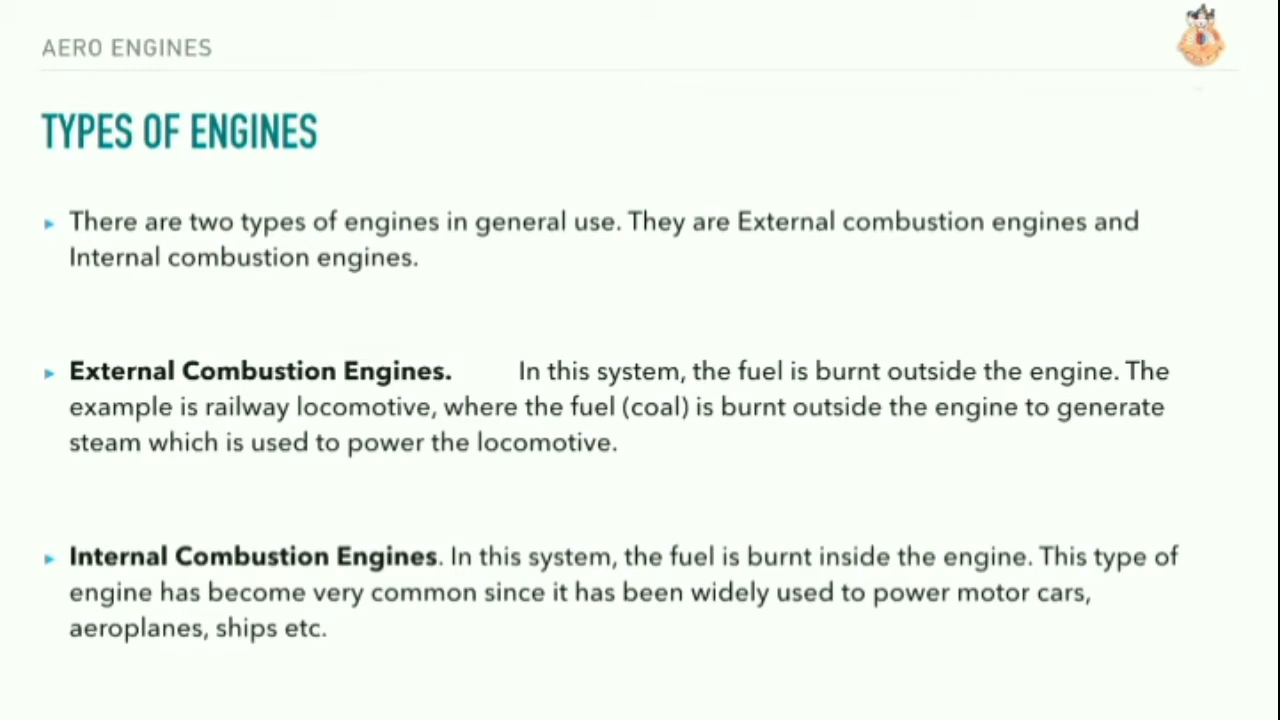 AERO ENGINES
TYPES OF ENGINES
There are two types of engines in general use. They are External combustion engines and
Internal combustion engines.
External Combustion Engines. In this system, the fuel is burnt outside the engine. The
example is railway locomotive, where the fuel (coal) is burnt outside the engine to generate
steam which is used to power the locomotive.
Internal Combustion Engines. In this system, the fuel is burnt inside the engine. This type of
engine has become very common since it has been widely used to power motor cars,
aeroplanes, ships etc.